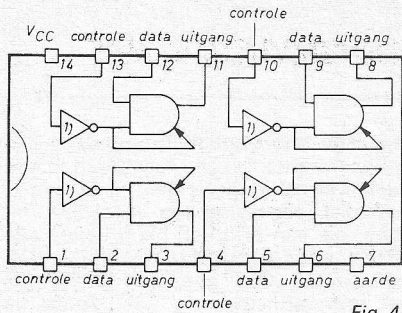 controle
VCC controle data uitgang data uitgang
14 13 12 11 10 9 8
1) 1)
1) 1)
1 2 3 4 5 6 7
controle data uitgang data uitgang aarde
controle
Fig. 4